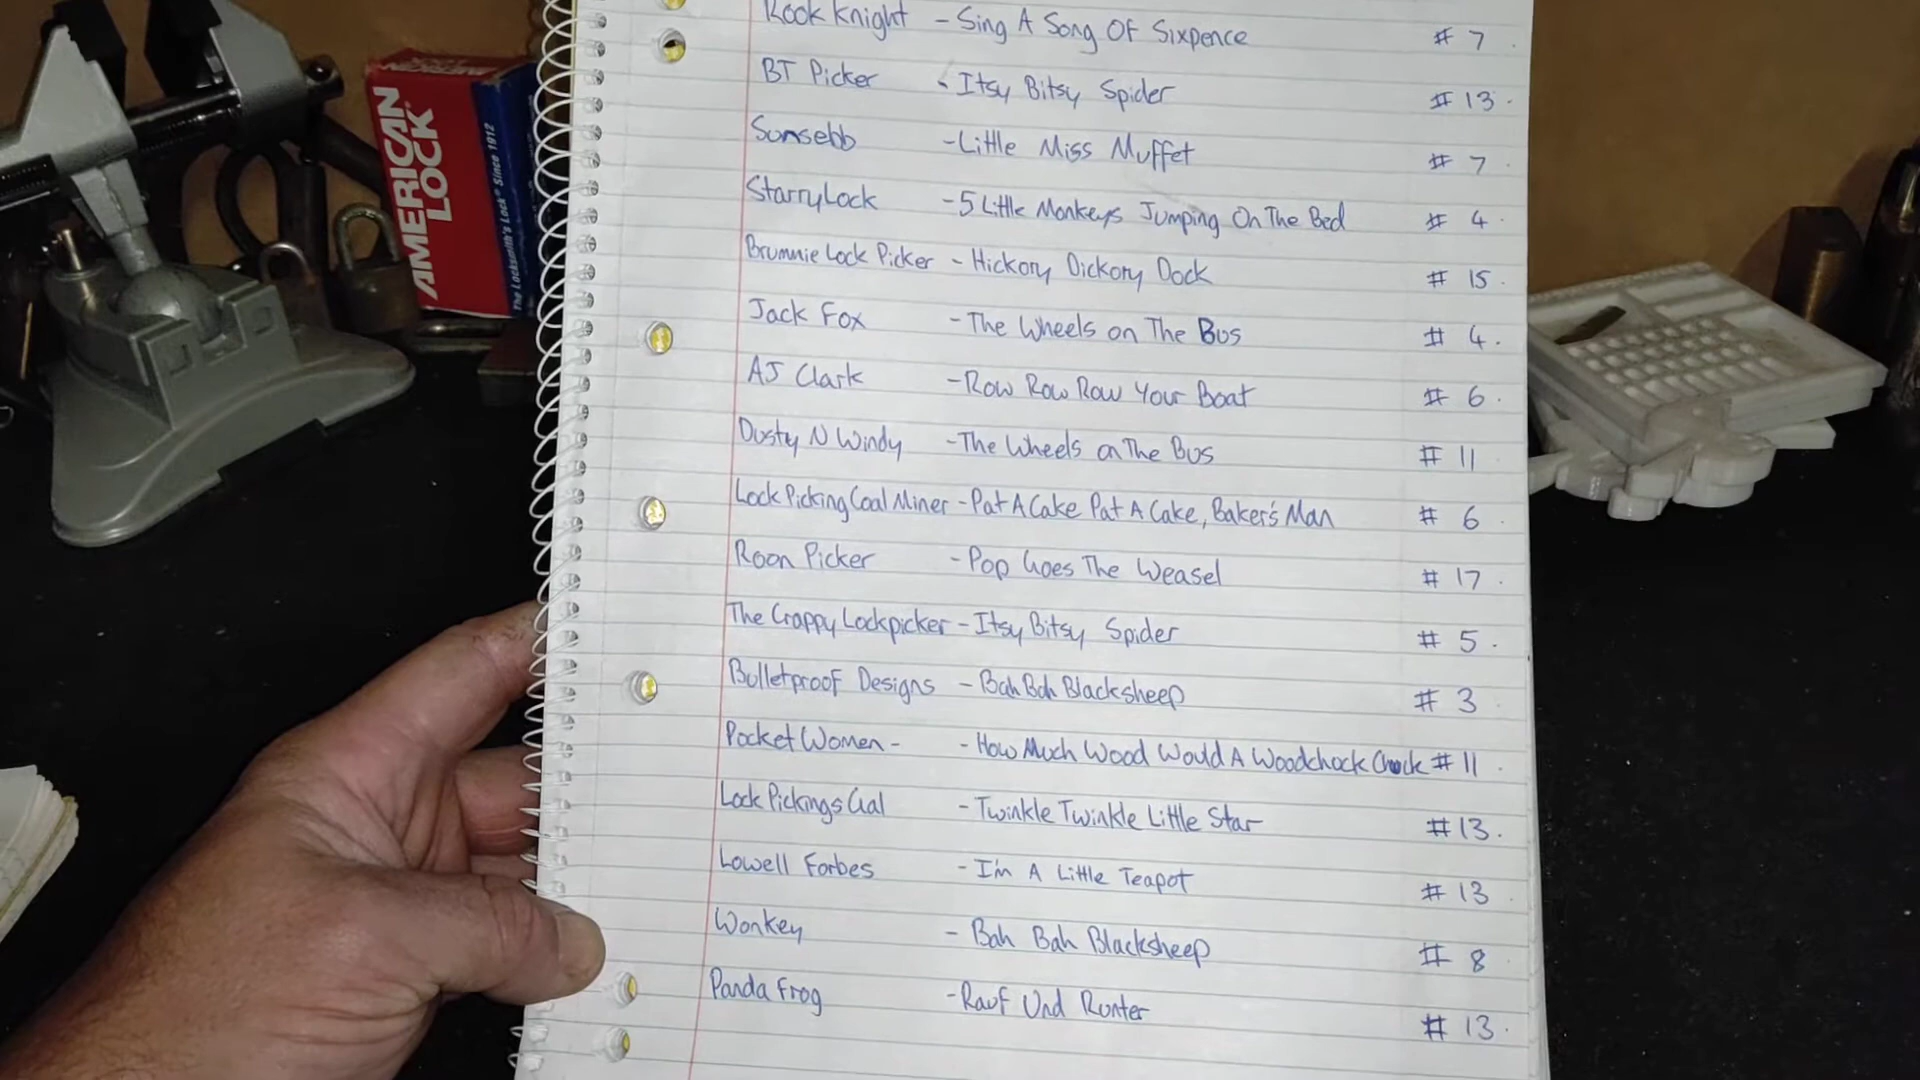 AMERICAN LOCK
The Locksmith's Lock® Since 1912
Rook Knight - Sing A Song Of Sixpence # 7
BT Picker - Itsy Bitsy Spider # 13
Sonsebb - Little Miss Muffet # 7
StarryLock - 5 Little Monkeys Jumping On The Bed # 4
Brummie Lock Picker - Hickory Dickory Dock # 15
Jack Fox - The Wheels on The Bus # 4
AJ Clark - Row Row Row Your Boat # 6
Dusty N Windy - The Wheels on The Bus # 11
Lock Picking Coal Miner - Pat A Cake Pat A Cake, Baker's Man # 6
Roon Picker - Pop Goes The Weasel # 17
The Crappy Lockpicker - Itsy Bitsy Spider # 5
Bulletproof Designs - Bah Bah Blacksheep # 3
Pocket Women - - How Much Wood Would A Woodchock Chock # 11
Lock Pickings Gal - Twinkle Twinkle Little Star # 13
Lowell Forbes - I'm A Little Teapot # 13
Wonkey - Bah Bah Blacksheep # 8
Panda Frog - Rauf Und Runter # 13